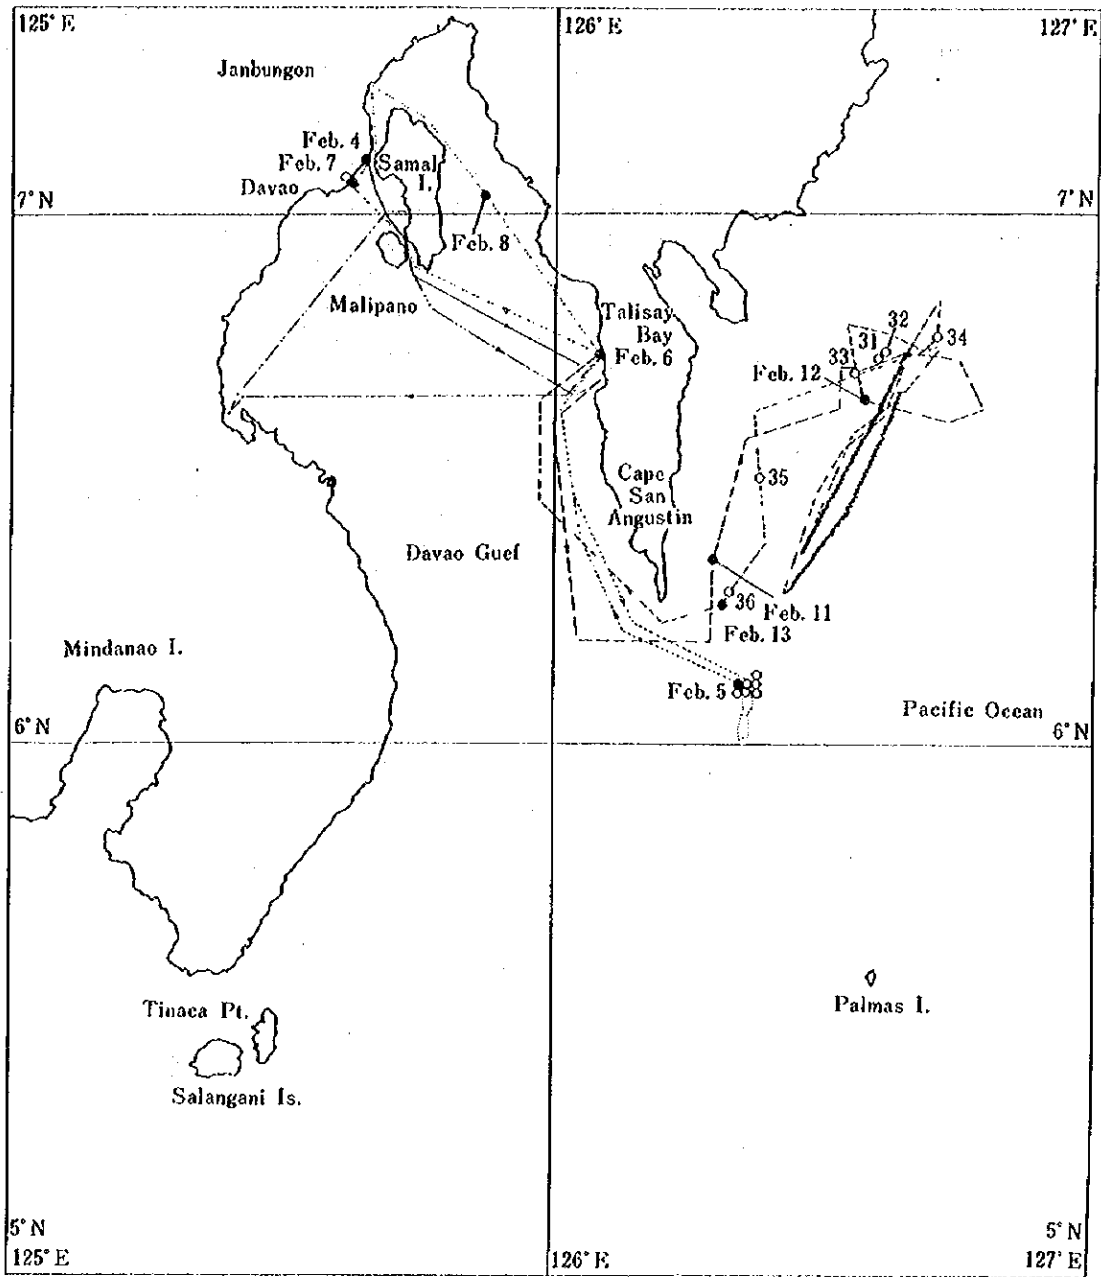 125° E
126° E
127° E
Janbungon
Feb. 4
Feb. 7
Samal
I.
Davao
7° N
7° N
Feb. 8
Malipano
Talisay
Bay
Feb. 6
32
31
34
33
Feb. 12
35
Cape
San
Angustin
Davao Guef
36
Feb. 11
Feb. 13
Mindanao I.
Feb. 5
Pacific Ocean
6° N
6° N
Tinaca Pt.
Palmas I.
Salangani Is.
5° N
5° N
125° E
126° E
127° E